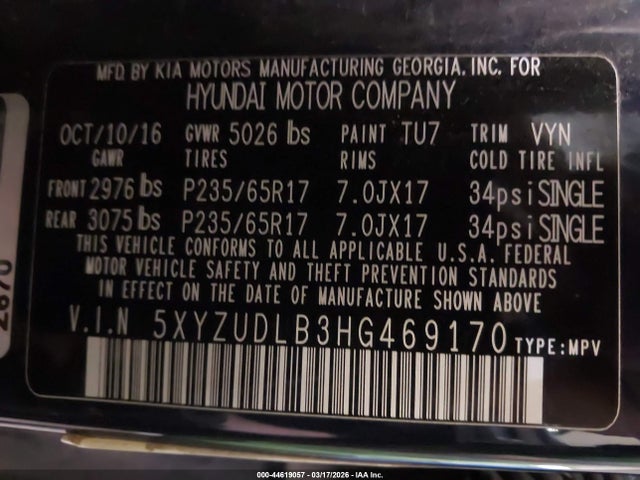 MFD. BY KIA MOTORS MANUFACTURING GEORGIA. INC. FOR
HYUNDAI MOTOR COMPANY
OCT/10/16 GVWR 5026 lbs PAINT TU7 TRIM VYN
GAWR TIRES RIMS COLD TIRE INFL
FRONT 2976 lbs P235/65R17 7.0JX17 34psi SINGLE
REAR 3075 lbs P235/65R17 7.0JX17 34psi SINGLE
THIS VEHICLE CONFORMS TO ALL APPLICABLE U.S.A. FEDERAL
MOTOR VEHICLE SAFETY AND THEFT PREVENTION STANDARDS
IN EFFECT ON THE DATE OF MANUFACTURE SHOWN ABOVE
V.I.N 5XYZUDLB3HG469170 TYPE:MPV
000-44619057 - 03/17/2026 - IAA Inc.